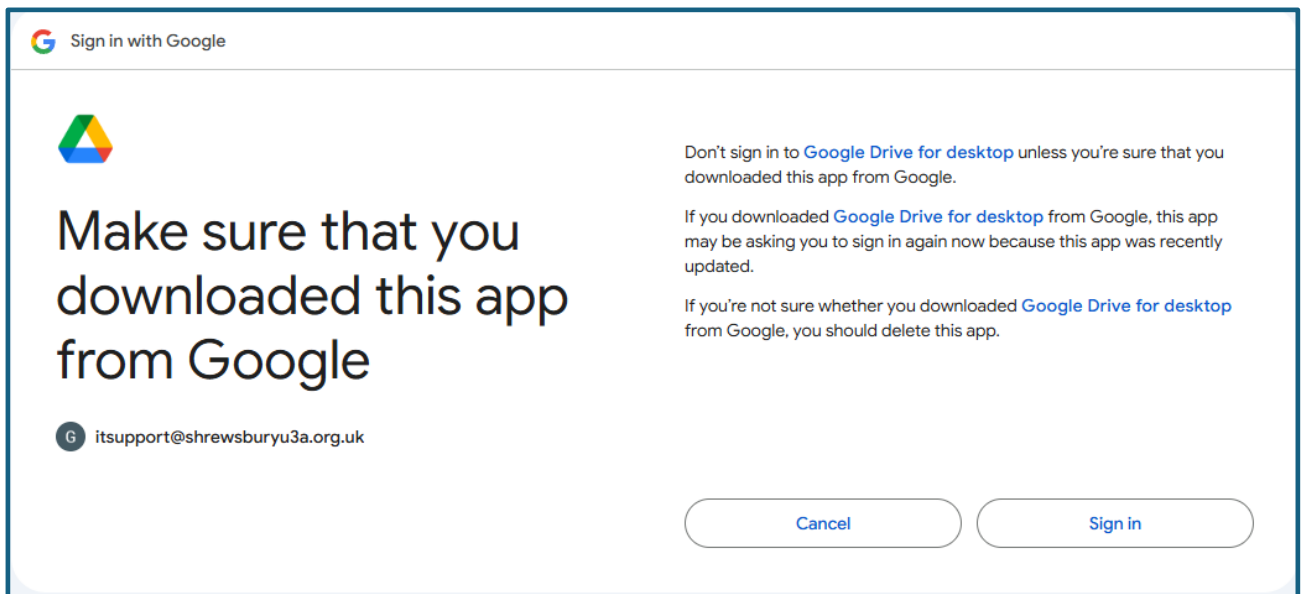 Sign in with Google
Make sure that you
downloaded this app
from Google
G itsupport@shrewsburyu3a.org.uk
Don't sign in to Google Drive for desktop unless you're sure that you
downloaded this app from Google.
If you downloaded Google Drive for desktop from Google, this app
may be asking you to sign in again now because this app was recently
updated.
If you're not sure whether you downloaded Google Drive for desktop
from Google, you should delete this app.
Cancel
Sign in